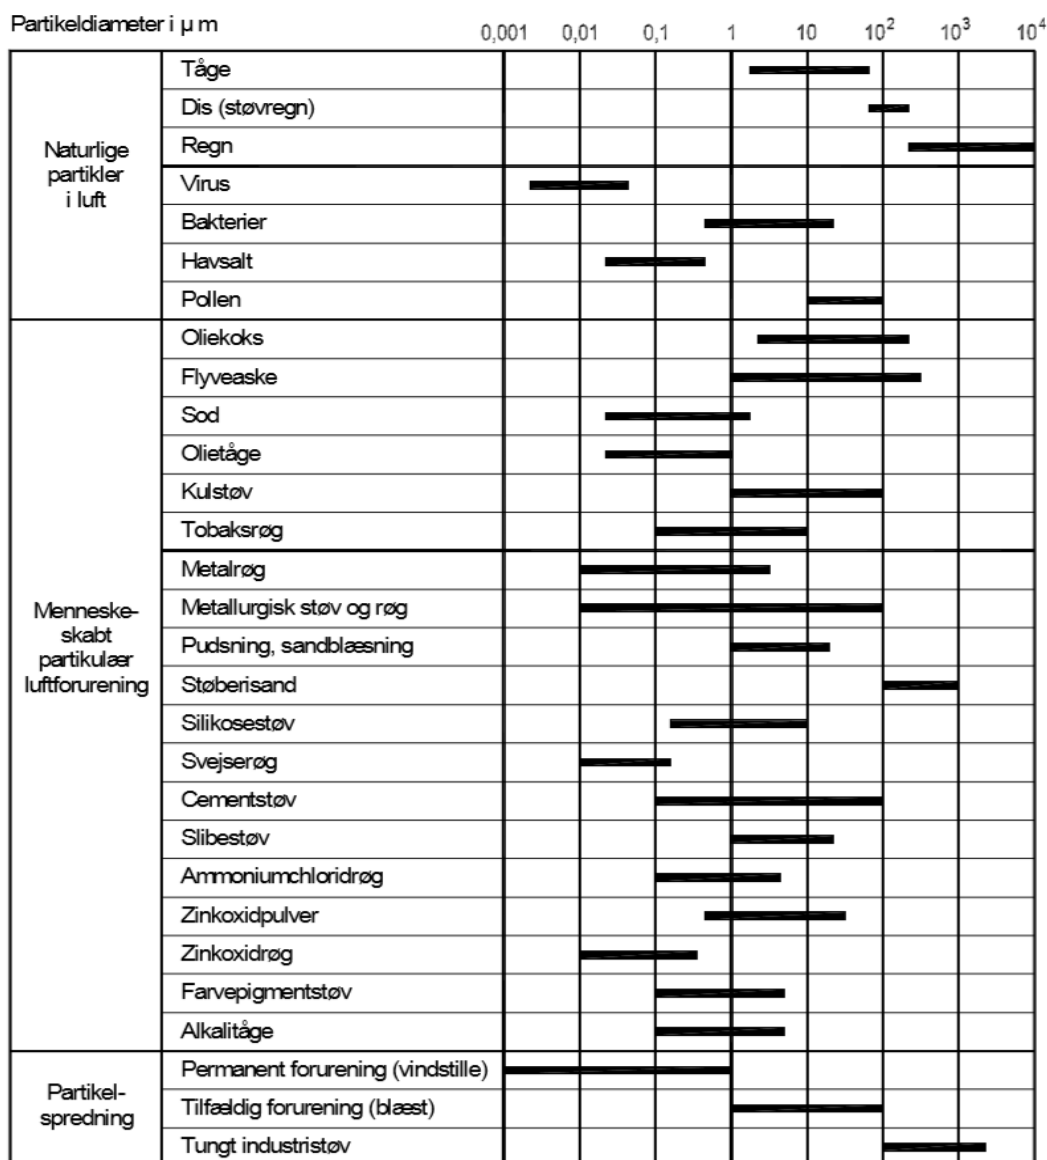 Partikeldiameter i µ m
0,001 0,01 0,1 1 10 10² 10³ 10⁴
Naturlige
partikler
i luft
Tåge
Dis (støvregn)
Regn
Virus
Bakterier
Havsalt
Pollen
Menneske-
skabt
partikulær
luftforurening
Oliekoks
Flyveaske
Sod
Olietåge
Kulstøv
Tobaksrøg
Metalrøg
Metallurgisk støv og røg
Pudsning, sandblæsning
Støberisand
Silikosestøv
Svejserøg
Cementstøv
Slibestøv
Ammoniumchloridrøg
Zinkoxidpulver
Zinkoxidrøg
Farvepigmentstøv
Alkalitåge
Partikel-
spredning
Permanent forurening (vindstille)
Tilfældig forurening (blæst)
Tungt industristøv